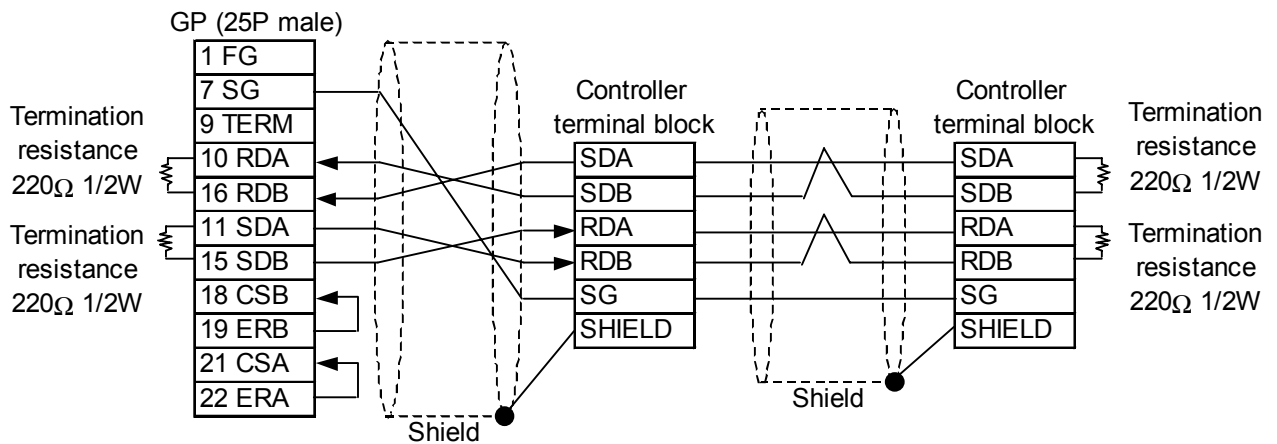 GP (25P male)
1 FG
7 SG
9 TERM
10 RDA
16 RDB
11 SDA
15 SDB
18 CSB
19 ERB
21 CSA
22 ERA
Termination
resistance
220Ω 1/2W
Termination
resistance
220Ω 1/2W
Shield
Controller
terminal block
SDA
SDB
RDA
RDB
SG
SHIELD
Shield
Controller
terminal block
SDA
SDB
RDA
RDB
SG
SHIELD
Termination
resistance
220Ω 1/2W
Termination
resistance
220Ω 1/2W